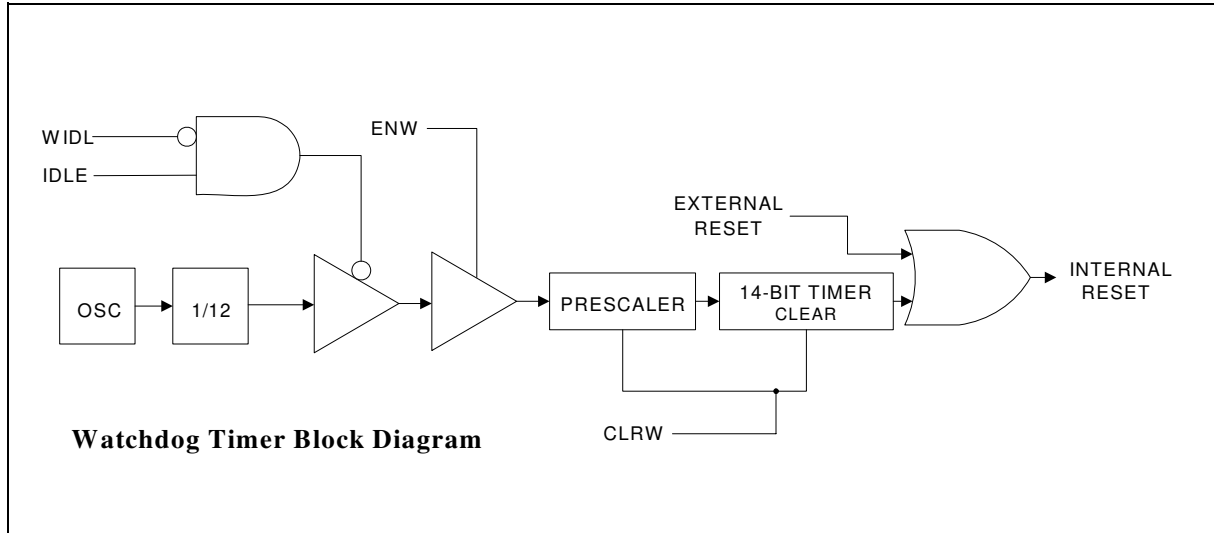 WIDL
IDLE
ENW
EXTERNAL
RESET
OSC
1/12
PRESCALER
14-BIT TIMER
CLEAR
INTERNAL
RESET
CLRW
Watchdog Timer Block Diagram